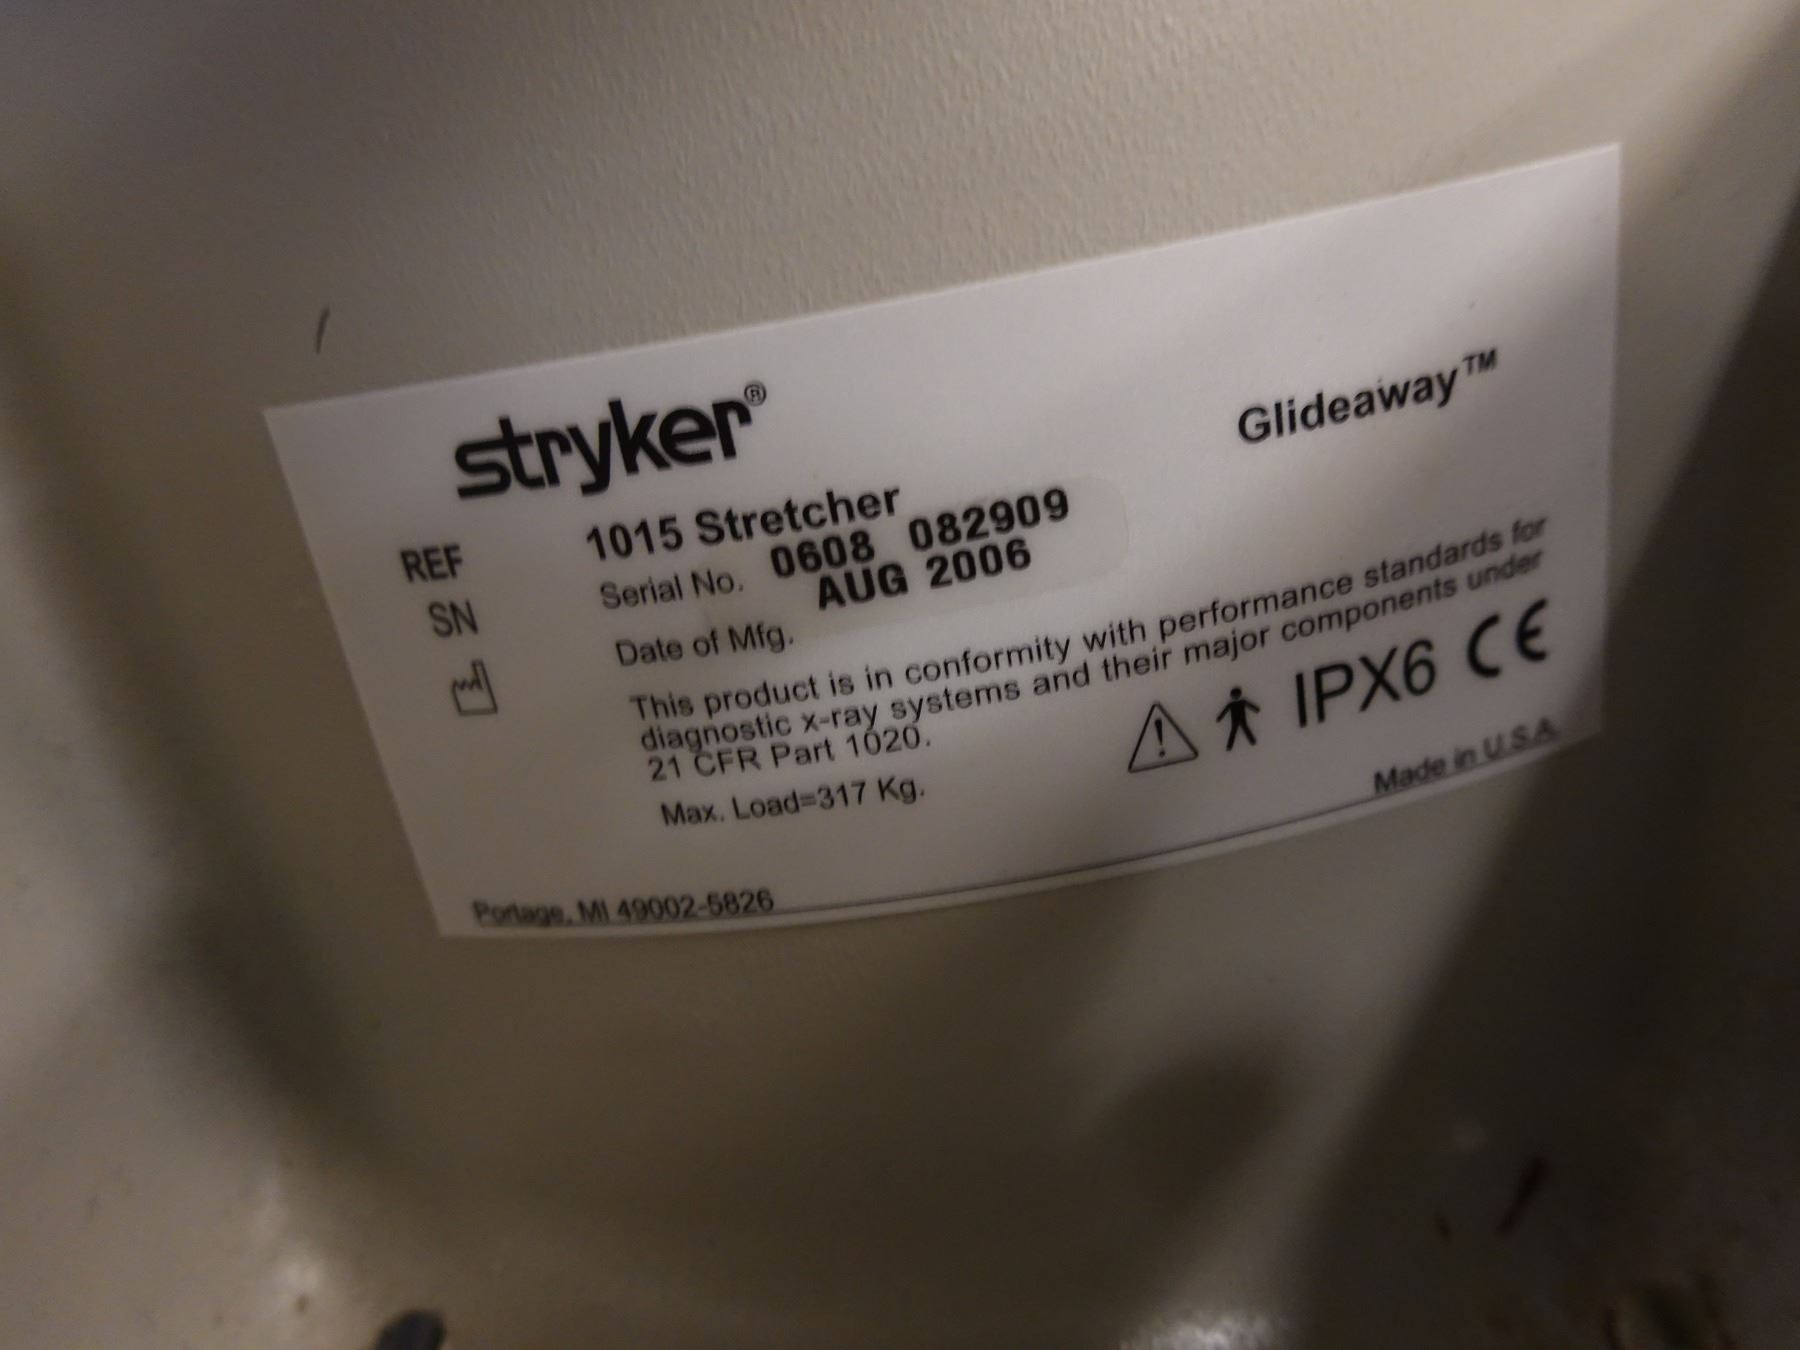 stryker®
Glideaway™
REF 1015 Stretcher
SN Serial No. 0608 082909
Date of Mfg. AUG 2006
This product is in conformity with performance standards for
diagnostic x-ray systems and their major components under
21 CFR Part 1020.
IPX6 CE
Max. Load=317 Kg.
Made in U.S.A.
Portage, MI 49002-5826